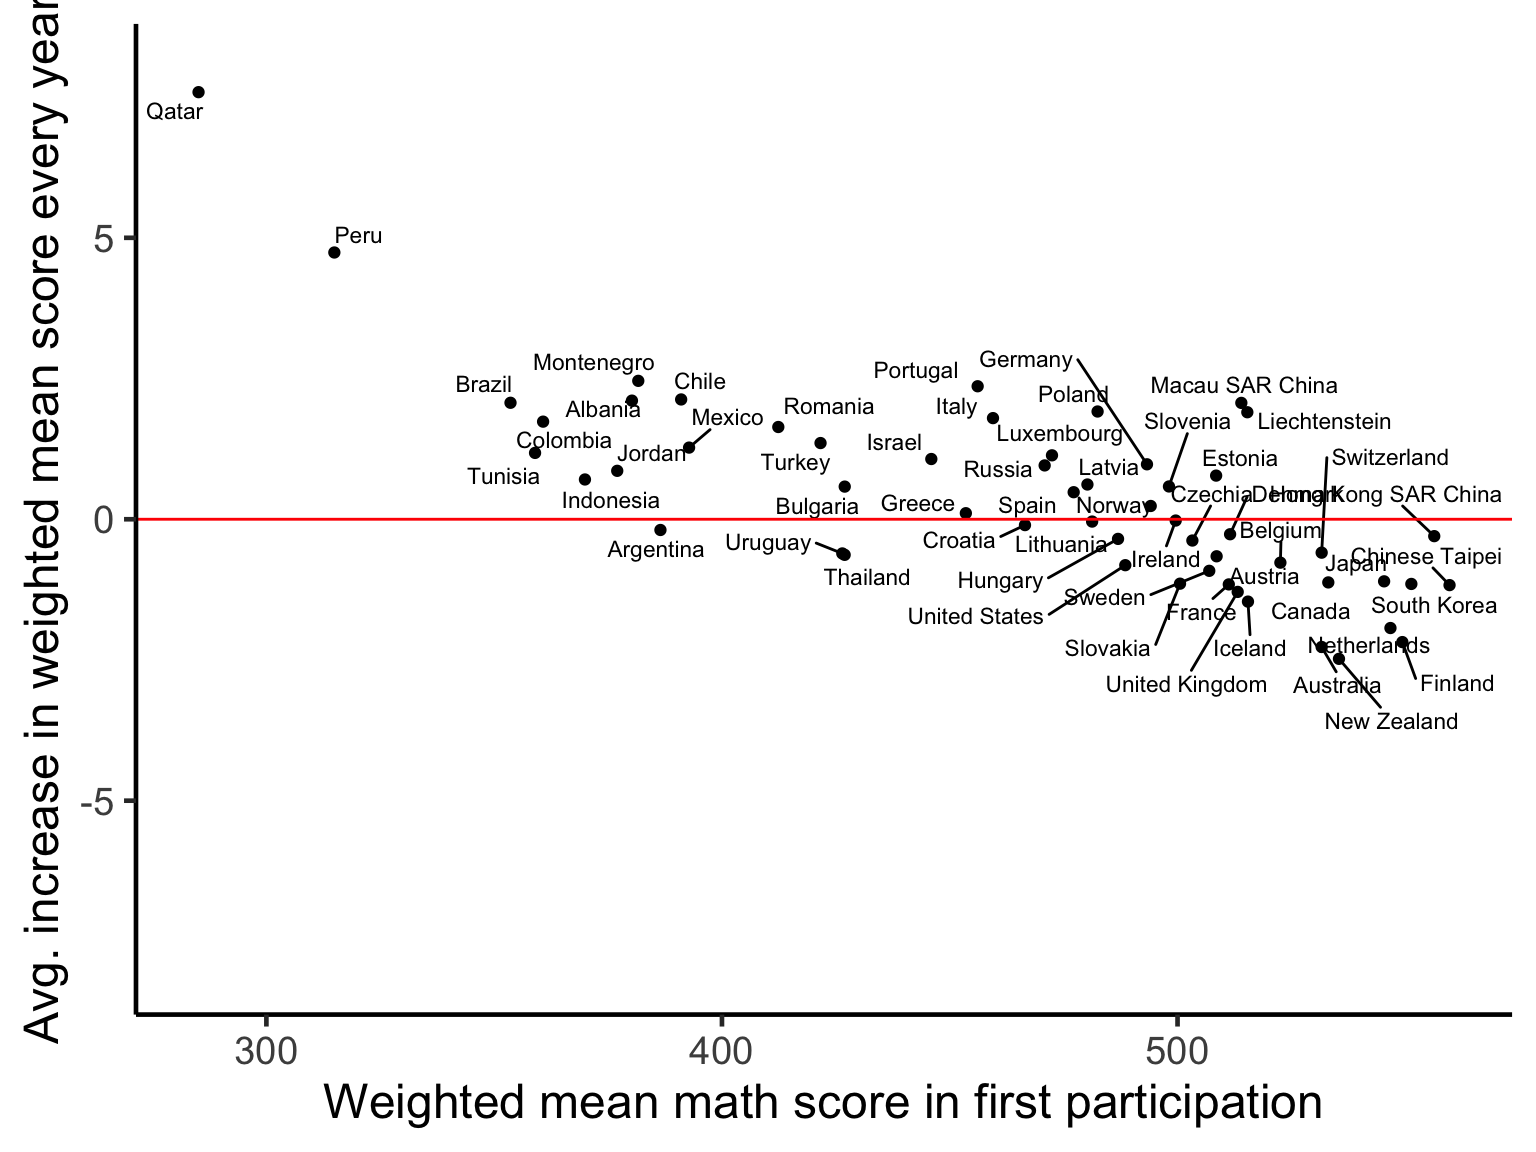 Avg. increase in weighted mean score every year
Qatar
5
Peru
Germany
Montenegro
Portugal
Brazil
Chile
Macau SAR China
Poland
Albania
Italy
Romania
Mexico
Slovenia
Liechtenstein
Luxembourg
Colombia
Israel
Jordan
Switzerland
Estonia
Turkey
Russia
Latvia
Tunisia
Czechia
Denmark
Hong Kong SAR China
Indonesia
Greece
Spain
Norway
Bulgaria
0
Belgium
Croatia
Uruguay
Lithuania
Argentina
Chinese Taipei
Ireland
Japan
Thailand
Austria
Hungary
Sweden
South Korea
France
Canada
United States
Netherlands
Slovakia
Iceland
Finland
United Kingdom
Australia
New Zealand
-5
300
400
500
Weighted mean math score in first participation